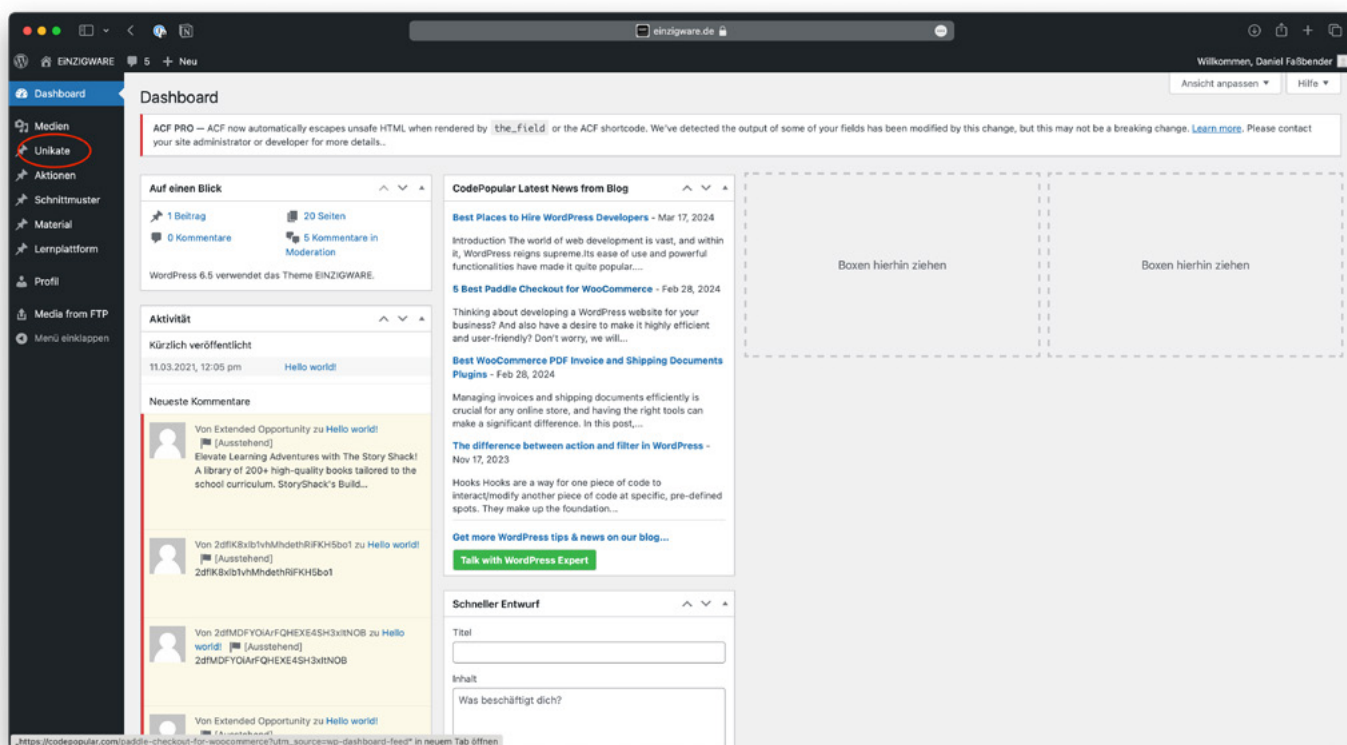 einzigware.de
EiNZIGWARE 5 + Neu
Willkommen, Daniel Faßbender
Dashboard
Medien
Unikate
Aktionen
Schnittmuster
Material
Lernplattform
Profil
Media from FTP
Menü einklappen
Ansicht anpassen ▼
Hilfe ▼
Dashboard
ACF PRO — ACF now automatically escapes unsafe HTML when rendered by the_field or the ACF shortcode. We've detected the output of some of your fields has been modified by this change, but this may not be a breaking change. Learn more. Please contact
your site administrator or developer for more details..
Auf einen Blick
1 Beitrag
20 Seiten
0 Kommentare
5 Kommentare in
Moderation
WordPress 6.5 verwendet das Theme EINZIGWARE.
Aktivität
Kürzlich veröffentlicht
11.03.2021, 12:05 pm Hello world!
Neueste Kommentare
Von Extended Opportunity zu Hello world!
[Ausstehend]
Elevate Learning Adventures with The Story Shack!
A library of 200+ high-quality books tailored to the
school curriculum. StoryShack's Build...
Von 2dfIK8xIb1vhMhdethRiFKH5bo1 zu Hello world!
[Ausstehend]
2dfIK8xIb1vhMhdethRiFKH5bo1
Von 2dfMDFYOiArFQHEXE4SH3xItNOB zu Hello
world! [Ausstehend]
2dfMDFYOiArFQHEXE4SH3xItNOB
Von Extended Opportunity zu Hello world!
[Ausstehend]
CodePopular Latest News from Blog
Best Places to Hire WordPress Developers - Mar 17, 2024
Introduction The world of web development is vast, and within
it, WordPress reigns supreme.Its ease of use and powerful
functionalities have made it quite popular....
5 Best Paddle Checkout for WooCommerce - Feb 28, 2024
Thinking about developing a WordPress website for your
business? And also have a desire to make it highly efficient
and user-friendly? Don't worry, we will...
Best WooCommerce PDF Invoice and Shipping Documents
Plugins - Feb 28, 2024
Managing invoices and shipping documents efficiently is
crucial for any online store, and having the right tools can
make a significant difference. In this post,...
The difference between action and filter in WordPress -
Nov 17, 2023
Hooks Hooks are a way for one piece of code to
interact/modify another piece of code at specific, pre-defined
spots. They make up the foundation...
Get more WordPress tips & news on our blog...
Talk with WordPress Expert
Schneller Entwurf
Titel
Inhalt
Was beschäftigt dich?
Boxen hierhin ziehen
Boxen hierhin ziehen
„https://codepopular.com/paddle-checkout-for-woocommerce?utm_source=wp-dashboard-feed" in neuem Tab öffnen